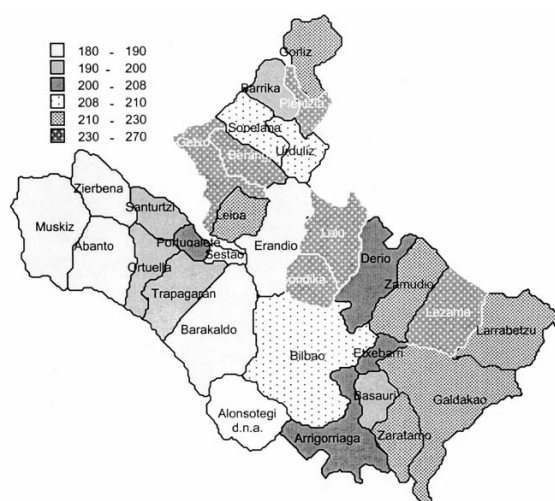 180 - 190
190 - 200
200 - 208
208 - 210
210 - 230
230 - 270
Gorliz
Barrika
Plentzia
Sopelana
Urduliz
Getxo
Berango
Zierbena
Santurtzi
Leioa
Muskiz
Abanto
Portugalete
Sestao
Erandio
Loiu
Derio
Ortuella
Trapagaran
Sondika
Zamudio
Lezama
Larrabetzu
Barakaldo
Bilbao
Etxebarri
Basauri
Galdakao
Alonsotegi
d.n.a.
Arrigorriaga
Zaratamo